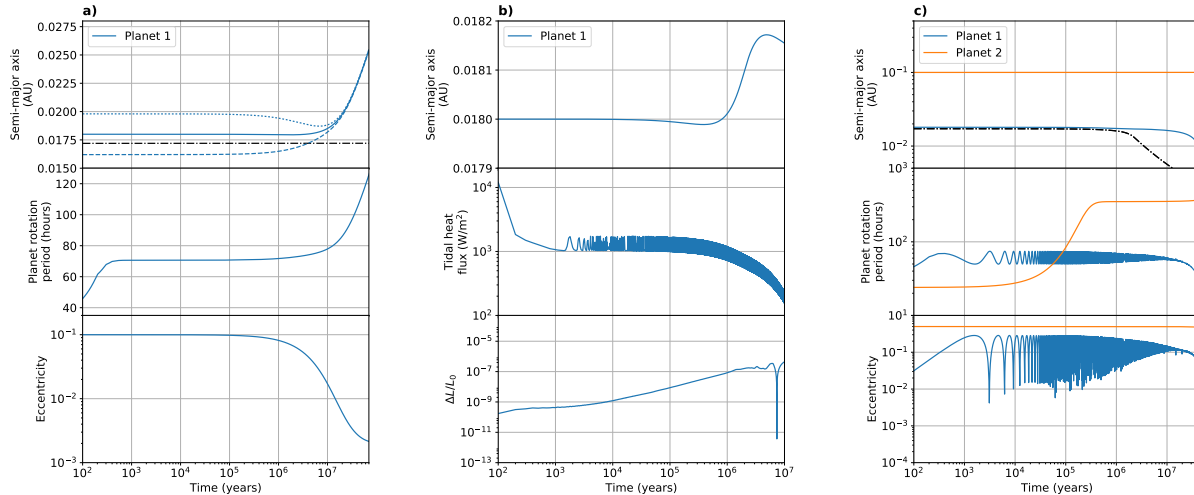 a)
Planet 1
0.0275
0.0250
0.0225
0.0200
0.0175
0.0150
Semi-major axis
(AU)
120
100
80
60
40
Planet rotation
period (hours)
10⁻¹
10⁻²
10⁻³
Eccentricity
10² 10³ 10⁴ 10⁵ 10⁶ 10⁷
Time (years)
b)
Planet 1
0.0182
0.0181
0.0180
0.0179
Semi-major axis
(AU)
10⁴
10³
10²
Tidal heat
flux (W/m²)
10⁻⁵
10⁻⁷
10⁻⁹
10⁻¹¹
10⁻¹³
ΔL/L₀
10² 10³ 10⁴ 10⁵ 10⁶ 10⁷
Time (years)
c)
Planet 1
Planet 2
10⁻¹
10⁻²
Semi-major axis
(AU)
10³
10²
10¹
Planet rotation
period (hours)
10⁻¹
10⁻²
10⁻³
10⁻⁴
Eccentricity
10² 10³ 10⁴ 10⁵ 10⁶ 10⁷
Time (years)